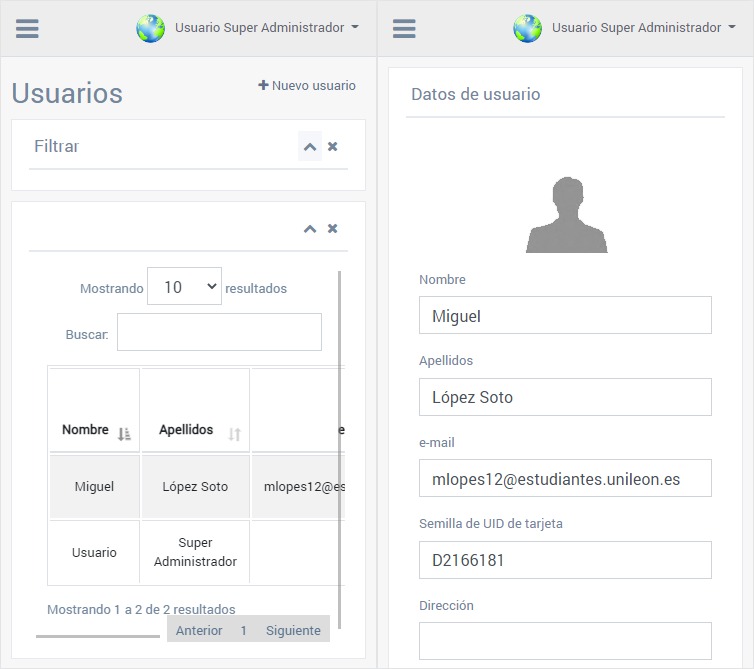 Usuario Super Administrador
Usuarios
Nuevo usuario
Filtrar
Mostrando 10 resultados
Buscar:
Nombre Apellidos e
Miguel López Soto mlopes12@es
Usuario Super Administrador
Mostrando 1 a 2 de 2 resultados
Anterior 1 Siguiente
Usuario Super Administrador
Datos de usuario
Nombre
Miguel
Apellidos
López Soto
e-mail
mlopes12@estudiantes.unileon.es
Semilla de UID de tarjeta
D2166181
Dirección